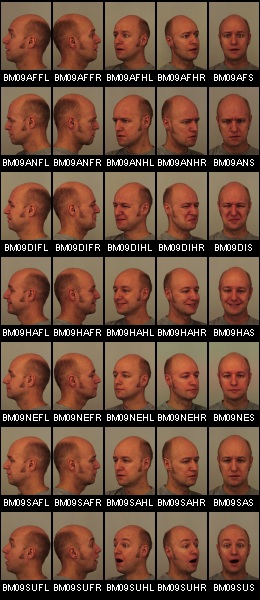 BM09AFFL BM09AFFR BM09AFHL BM09AFHR BM09AFS
BM09ANFL BM09ANFR BM09ANHL BM09ANHR BM09ANS
BM09DIFL BM09DIFR BM09DIHL BM09DIHR BM09DIS
BM09HAFL BM09HAFR BM09HAHL BM09HAHR BM09HAS
BM09NEFL BM09NEFR BM09NEHL BM09NEHR BM09NES
BM09SAFL BM09SAFR BM09SAHL BM09SAHR BM09SAS
BM09SUFL BM09SUFR BM09SUHL BM09SUHR BM09SUS